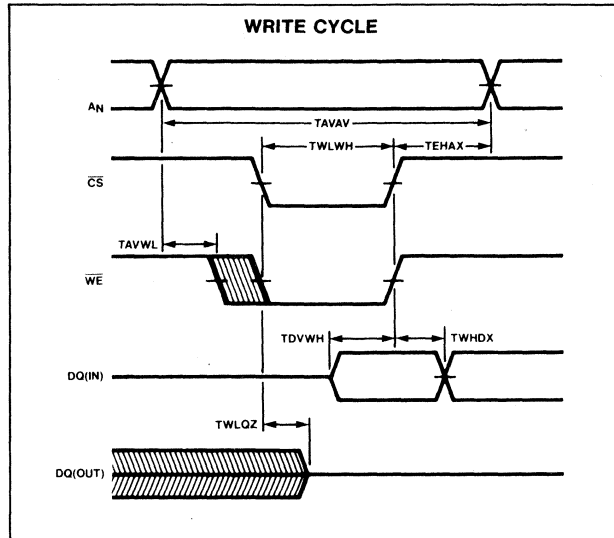 WRITE CYCLE
AN
TAVAV
TWLWH
TEHAX
CS
TAVWL
WE
TDVWH
TWHDX
DQ(IN)
TWLQZ
DQ(OUT)